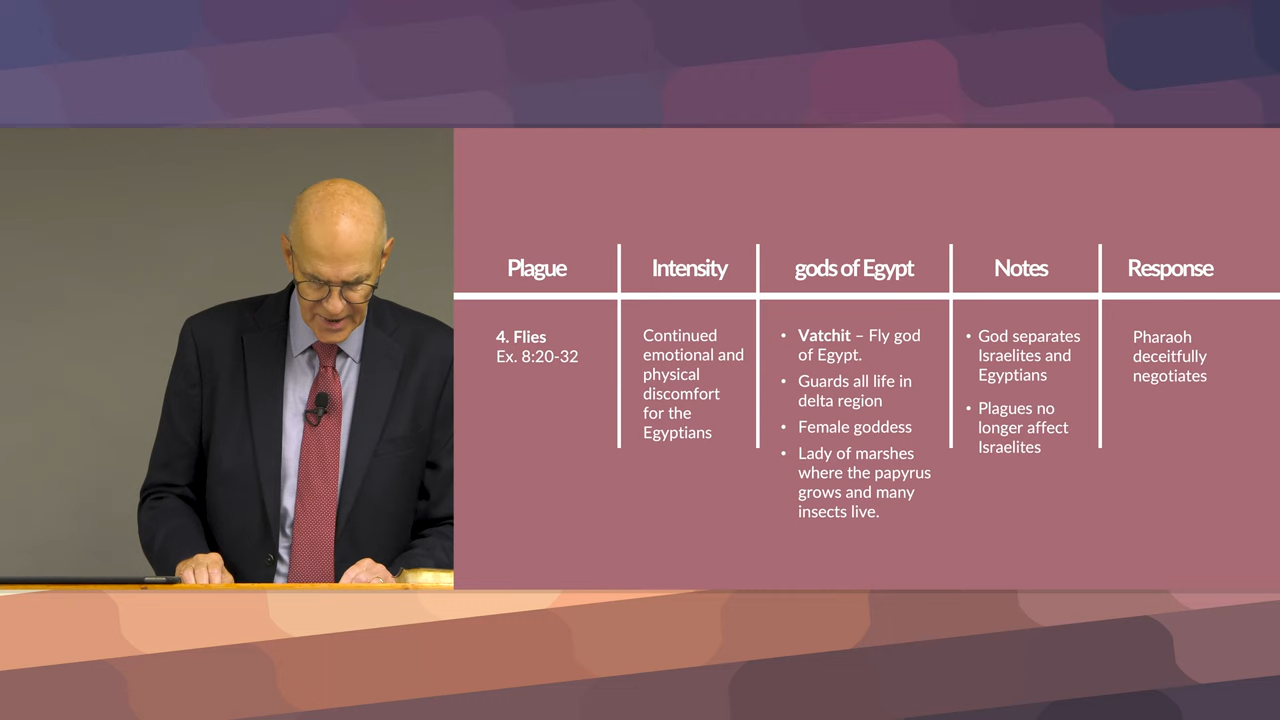 Plague
Intensity
gods of Egypt
Notes
Response
4. Flies
Ex. 8:20-32
Continued
emotional and
physical
discomfort
for the
Egyptians
• Vatchit – Fly god
of Egypt.
• Guards all life in
delta region
• Female goddess
• Lady of marshes
where the papyrus
grows and many
insects live.
• God separates
Israelites and
Egyptians
• Plagues no
longer affect
Israelites
Pharaoh
deceitfully
negotiates